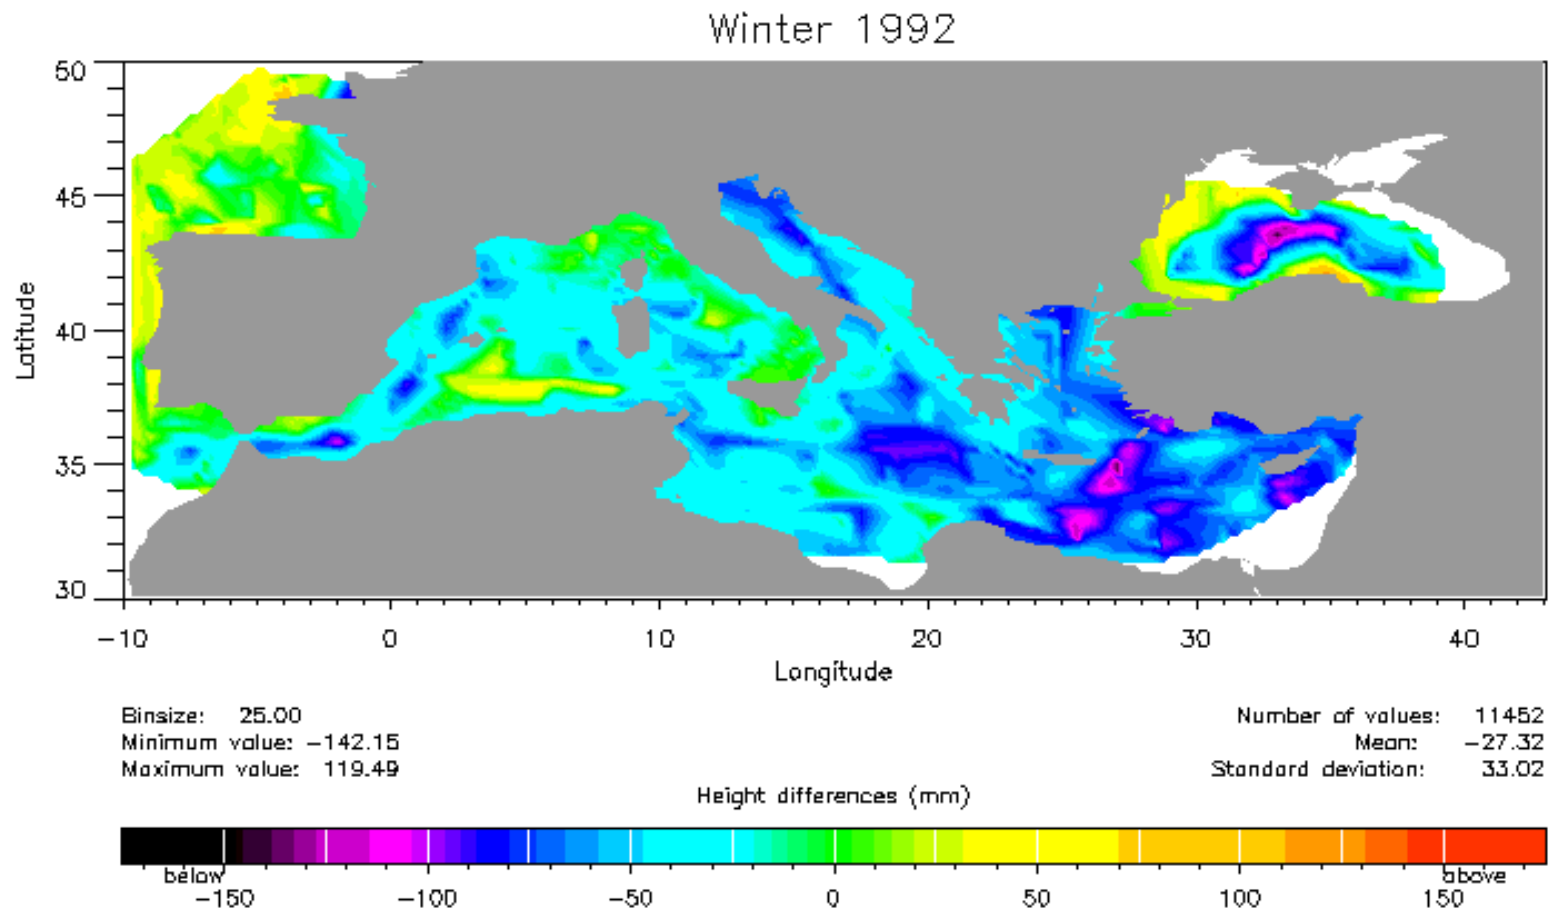 Winter 1992
50
45
40
35
30
Latitude
-10 0 10 20 30 40
Longitude
Binsize: 25.00
Minimum value: -142.15
Maximum value: 119.49
Number of values: 11452
Mean: -27.32
Standard deviation: 33.02
Height differences (mm)
below above
-150 -100 -50 0 50 100 150